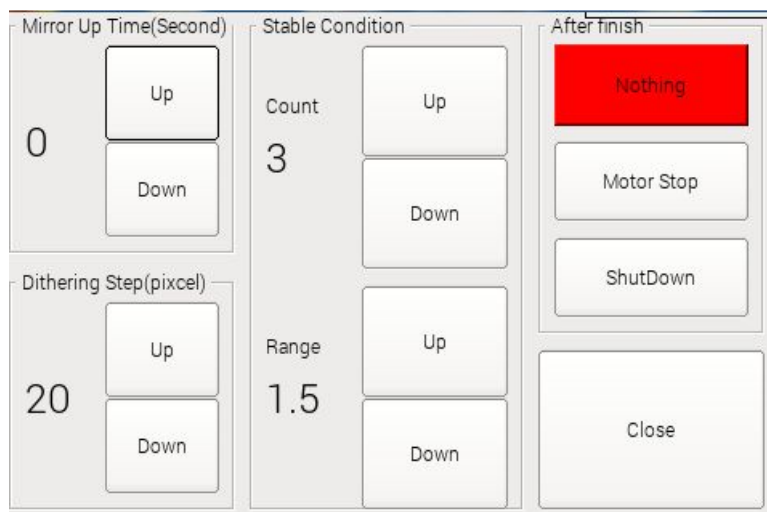 Mirror Up Time(Second)
0
Up
Down
Dithering Step(pixcel)
20
Up
Down
Stable Condition
Count
3
Up
Down
Range
1.5
Up
Down
After finish
Nothing
Motor Stop
ShutDown
Close